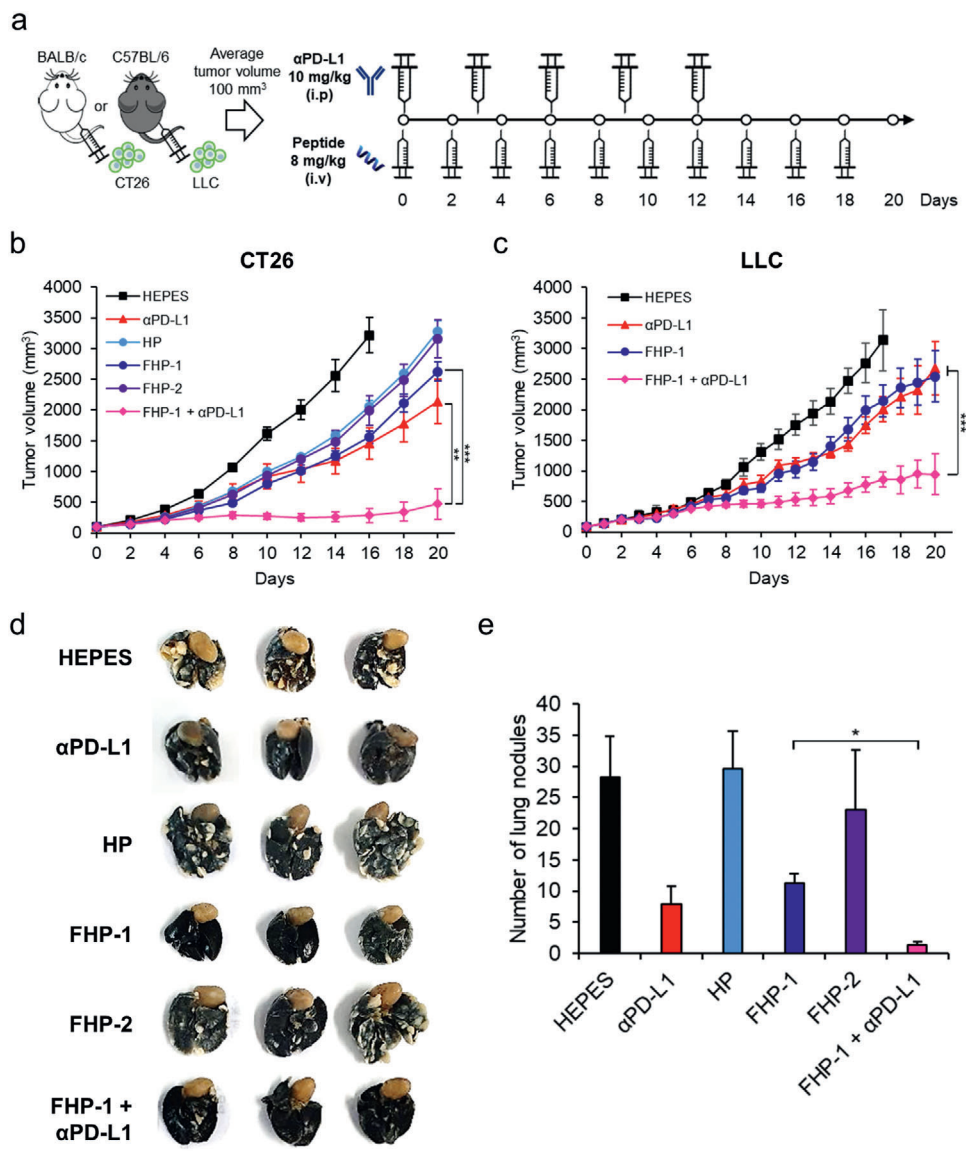 a
BALB/c
C57BL/6
or
CT26
LLC
Average
tumor volume
100 mm³
αPD-L1
10 mg/kg
(i.p)
Peptide
8 mg/kg
(i.v)
0 2 4 6 8 10 12 14 16 18 20 Days
b
CT26
Tumor volume (mm³)
4000
3500
3000
2500
2000
1500
1000
500
0
HEPES
αPD-L1
HP
FHP-1
FHP-2
FHP-1 + αPD-L1
**
***
0 2 4 6 8 10 12 14 16 18 20
Days
c
LLC
Tumor volume (mm³)
4000
3500
3000
2500
2000
1500
1000
500
0
HEPES
αPD-L1
FHP-1
FHP-1 + αPD-L1
***
0 2 4 6 8 10 12 14 16 18 20
Days
d
HEPES
αPD-L1
HP
FHP-1
FHP-2
FHP-1 +
αPD-L1
e
Number of lung nodules
40
35
30
25
20
15
10
5
0
*
HEPES
αPD-L1
HP
FHP-1
FHP-2
FHP-1 + αPD-L1